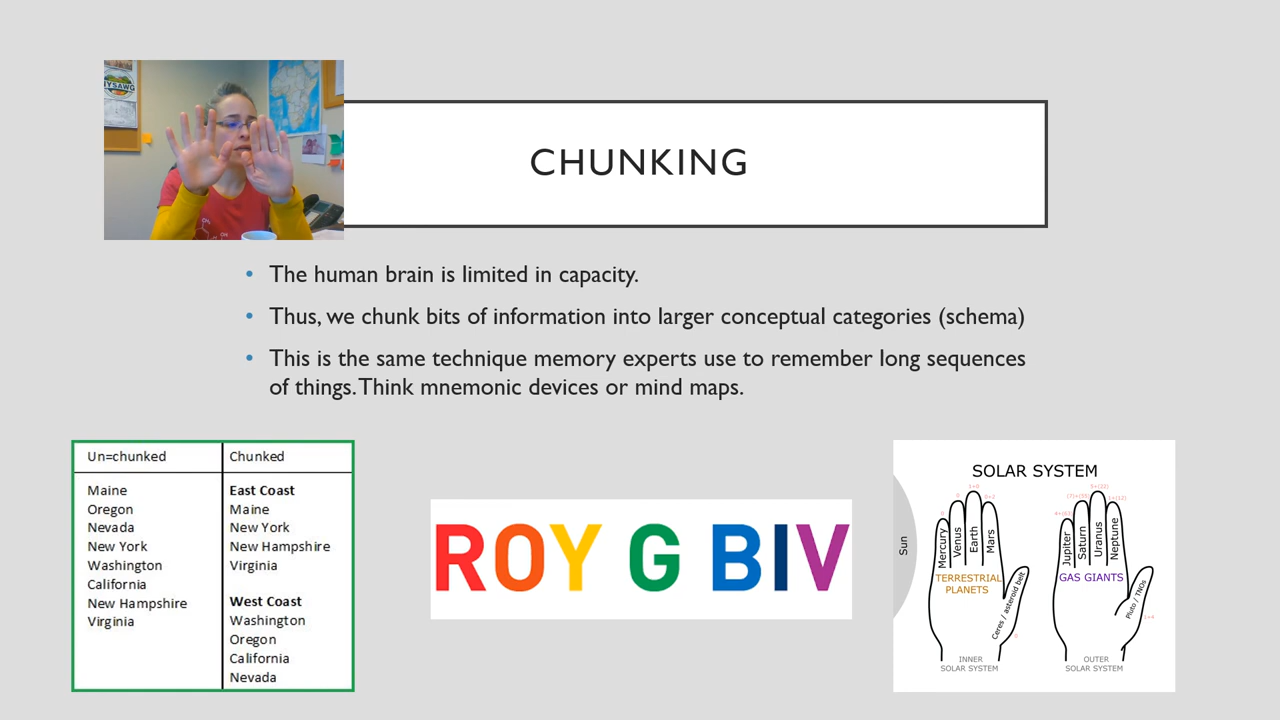 CHUNKING
• The human brain is limited in capacity.
• Thus, we chunk bits of information into larger conceptual categories (schema)
• This is the same technique memory experts use to remember long sequences
of things. Think mnemonic devices or mind maps.
Un=chunked
Maine
Oregon
Nevada
New York
Washington
California
New Hampshire
Virginia
Chunked
East Coast
Maine
New York
New Hampshire
Virginia
West Coast
Washington
Oregon
California
Nevada
ROY G BIV
SOLAR SYSTEM
Sun
Mercury
Venus
Earth
Mars
TERRESTRIAL
PLANETS
Ceres / asteroid belt
INNER
SOLAR SYSTEM
Jupiter
Saturn
Uranus
Neptune
GAS GIANTS
Pluto / TNOs
OUTER
SOLAR SYSTEM